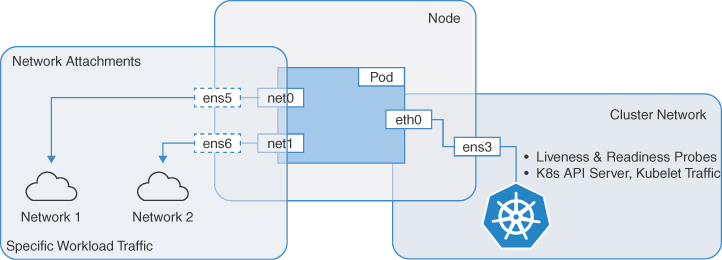 Node
Network Attachments
Pod
ens5
net0
eth0
Cluster Network
ens6
net1
ens3
• Liveness & Readiness Probes
• K8s API Server, Kubelet Traffic
Network 1
Network 2
Specific Workload Traffic